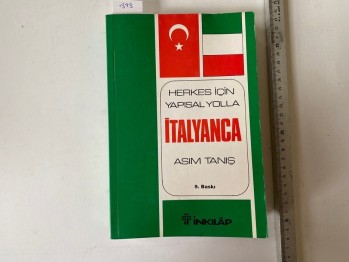 HERKES İÇİN
YAPISAL YOLLA
İTALYANCA
ASIM TANIŞ
9. Baskı
İNKILÂP